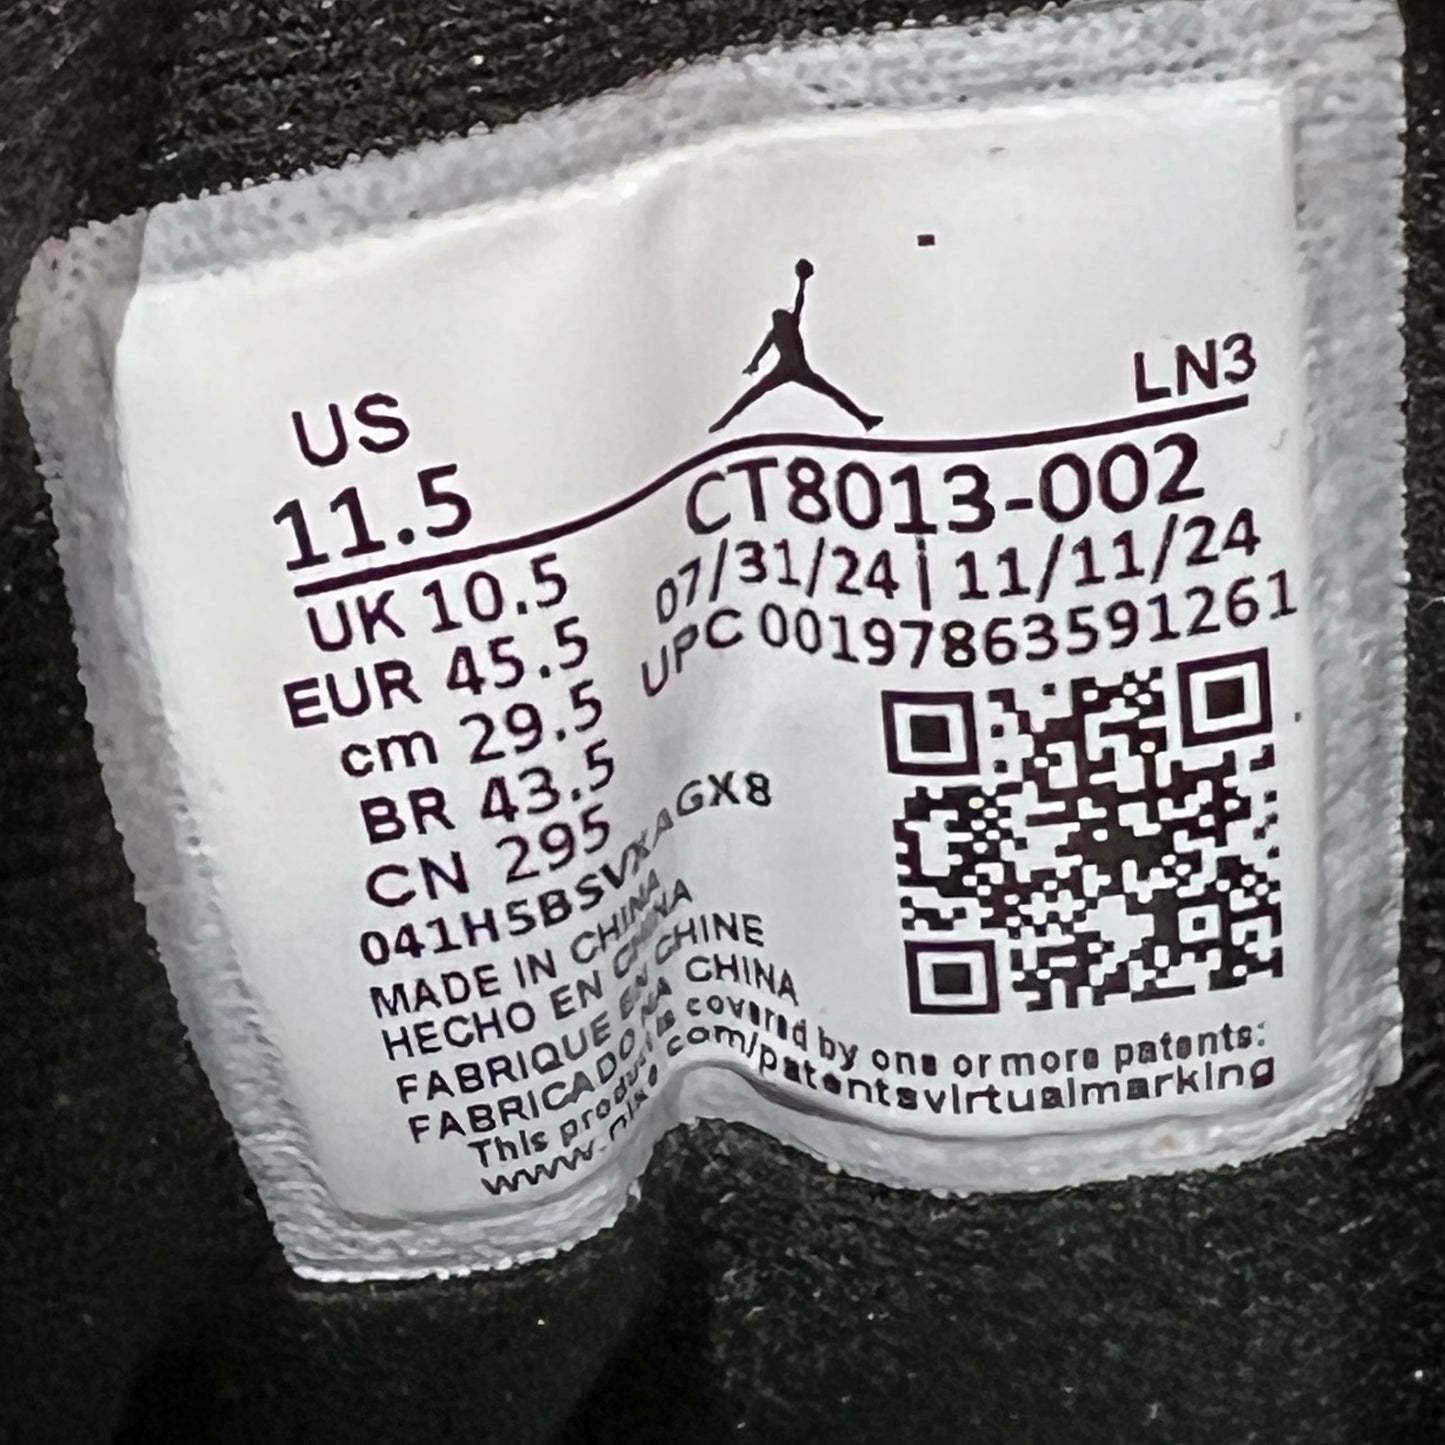 US
11.5
UK 10.5
EUR 45.5
cm 29.5
BR 43.5
CN 295
LN3
CT8013-002
07/31/24 | 11/11/24
UPC 00197863591261
041H5BSVXAGX8
MADE IN CHINA
HECHO EN CHINA
FABRIQUE EN CHINE
FABRICADO NA CHINA
This product is covered by one or more patents:
www.nike.com/patentsvirtualmarking